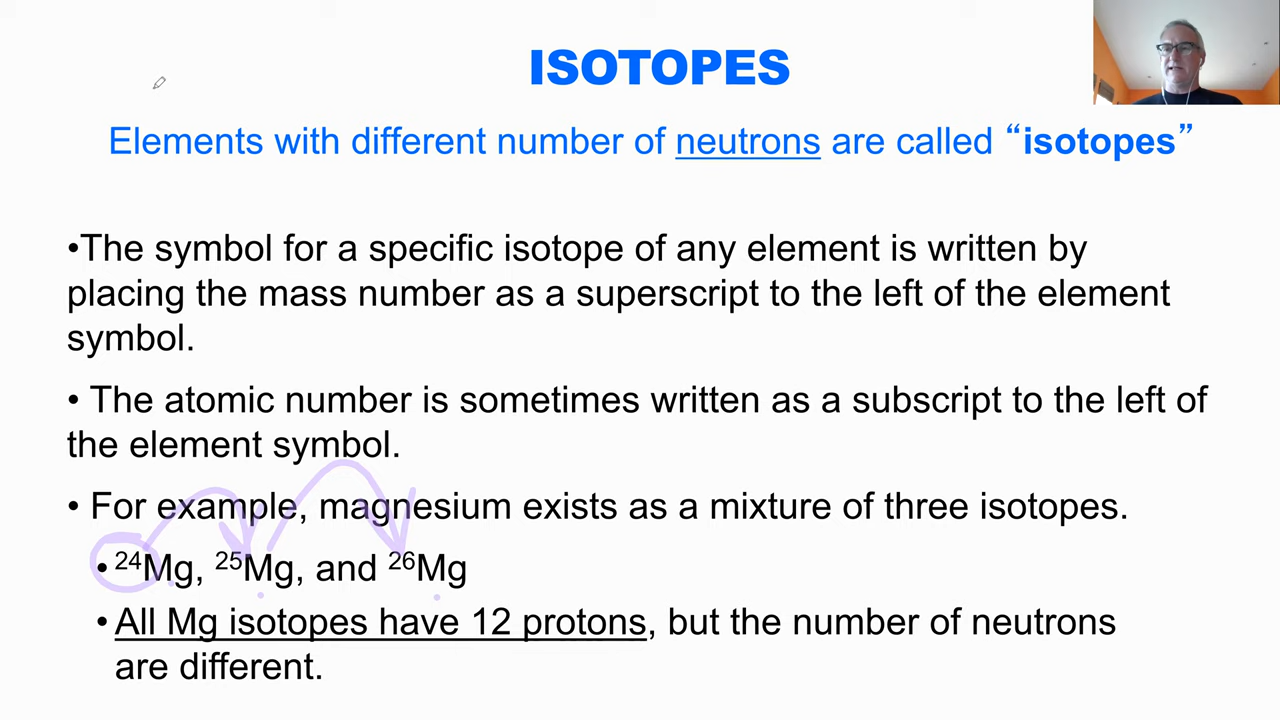 ISOTOPES
Elements with different number of neutrons are called “isotopes”
•The symbol for a specific isotope of any element is written by
placing the mass number as a superscript to the left of the element
symbol.
• The atomic number is sometimes written as a subscript to the left of
the element symbol.
• For example, magnesium exists as a mixture of three isotopes.
• ²⁴Mg, ²⁵Mg, and ²⁶Mg
• All Mg isotopes have 12 protons, but the number of neutrons
are different.